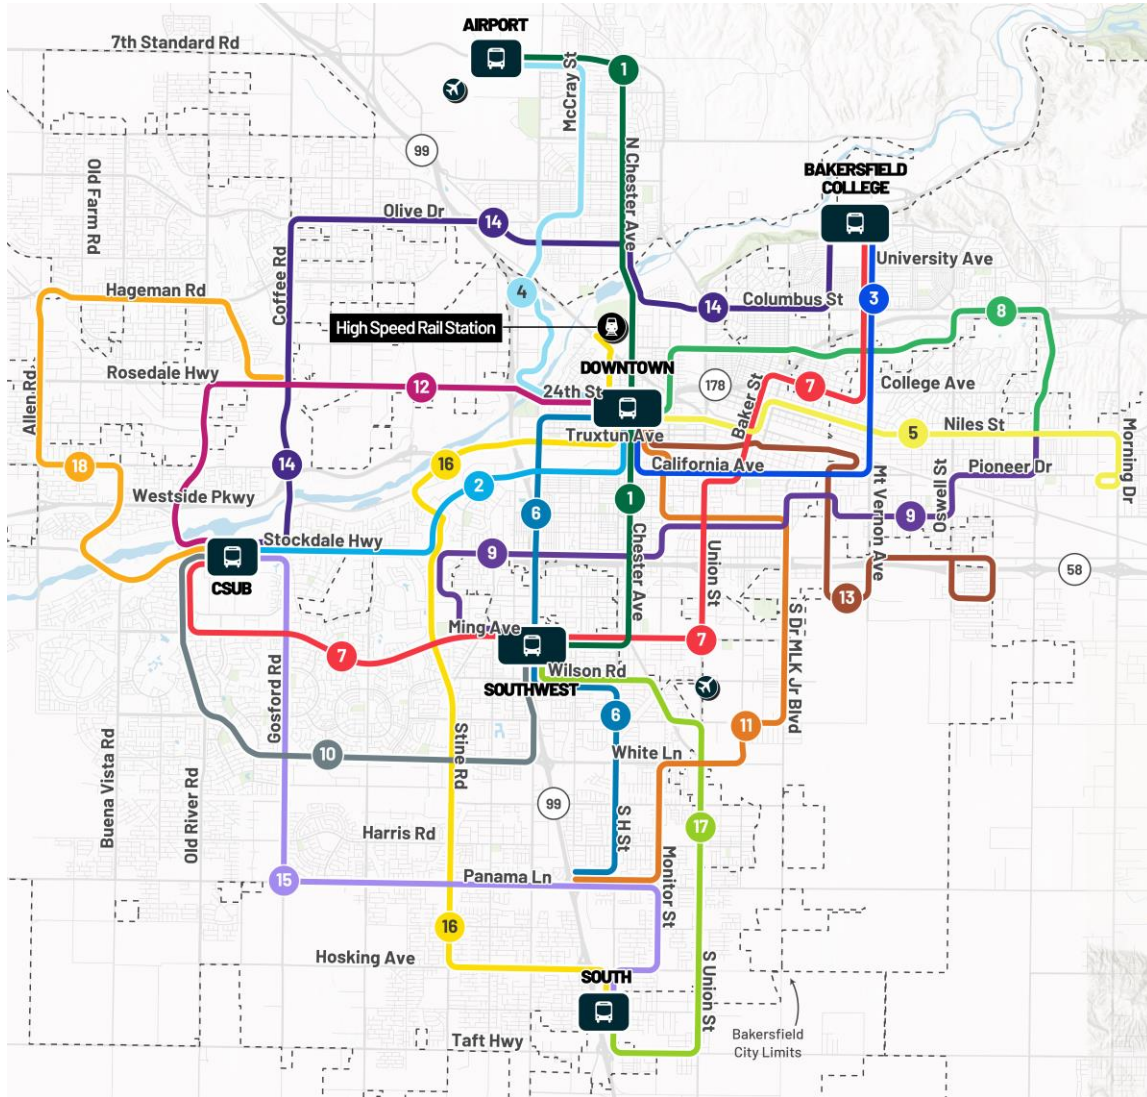 AIRPORT
7th Standard Rd
1
McCray St
99
N Chester Ave
BAKERSFIELD
COLLEGE
Old Farm Rd
Olive Dr
14
Coffee Rd
University Ave
Hageman Rd
4
14
Columbus St
3
8
High Speed Rail Station
DOWNTOWN
Allen Rd
Rosedale Hwy
12
24th St
178
Baker St
7
College Ave
Truxtun Ave
5
Niles St
Morning Dr
18
14
16
California Ave
Pioneer Dr
Westside Pkwy
2
1
Mt Vernon Ave
Oswell St
6
9
Stockdale Hwy
9
Chester Ave
Union St
58
CSUB
13
Ming Ave
7
7
S Dr MLK Jr Blvd
Wilson Rd
SOUTHWEST
Gosford Rd
6
11
Stine Rd
Buena Vista Rd
10
White Ln
Old River Rd
99
S H St
17
Harris Rd
Monitor St
15
Panama Ln
16
Hosking Ave
S Union St
SOUTH
Taft Hwy
Bakersfield
City Limits